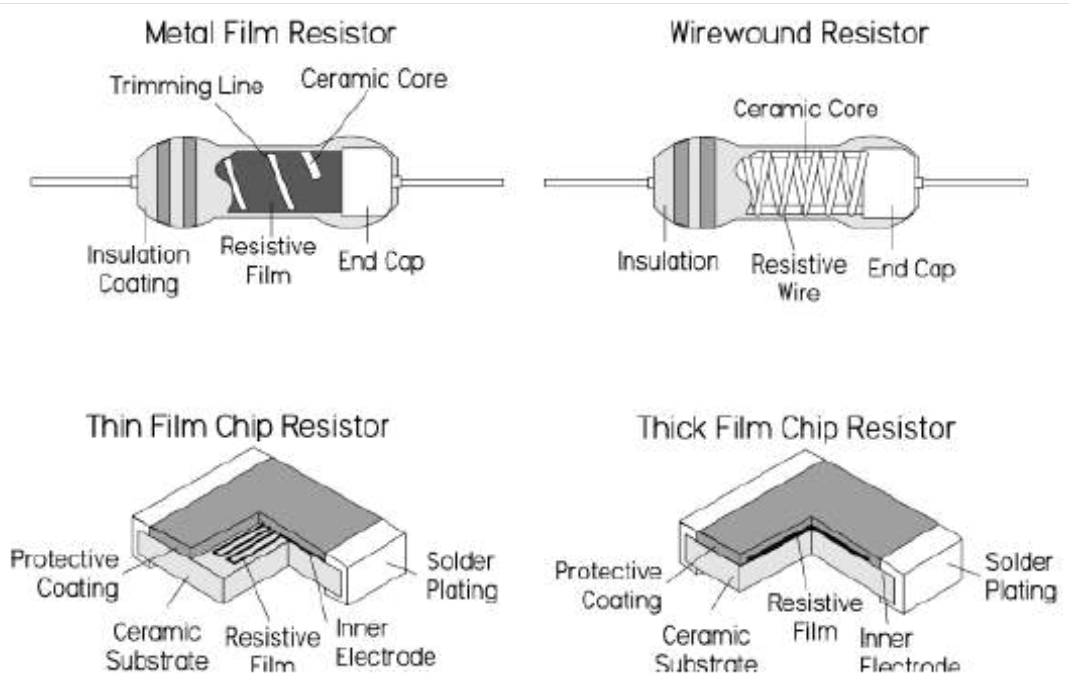 Metal Film Resistor
Trimming Line
Ceramic Core
Insulation
Coating
Resistive
Film
End Cap
Wirewound Resistor
Ceramic Core
Insulation
Resistive
Wire
End Cap
Thin Film Chip Resistor
Protective
Coating
Ceramic
Substrate
Resistive
Film
Inner
Electrode
Solder
Plating
Thick Film Chip Resistor
Protective
Coating
Ceramic
Substrate
Resistive
Film
Inner
Electrode
Solder
Plating